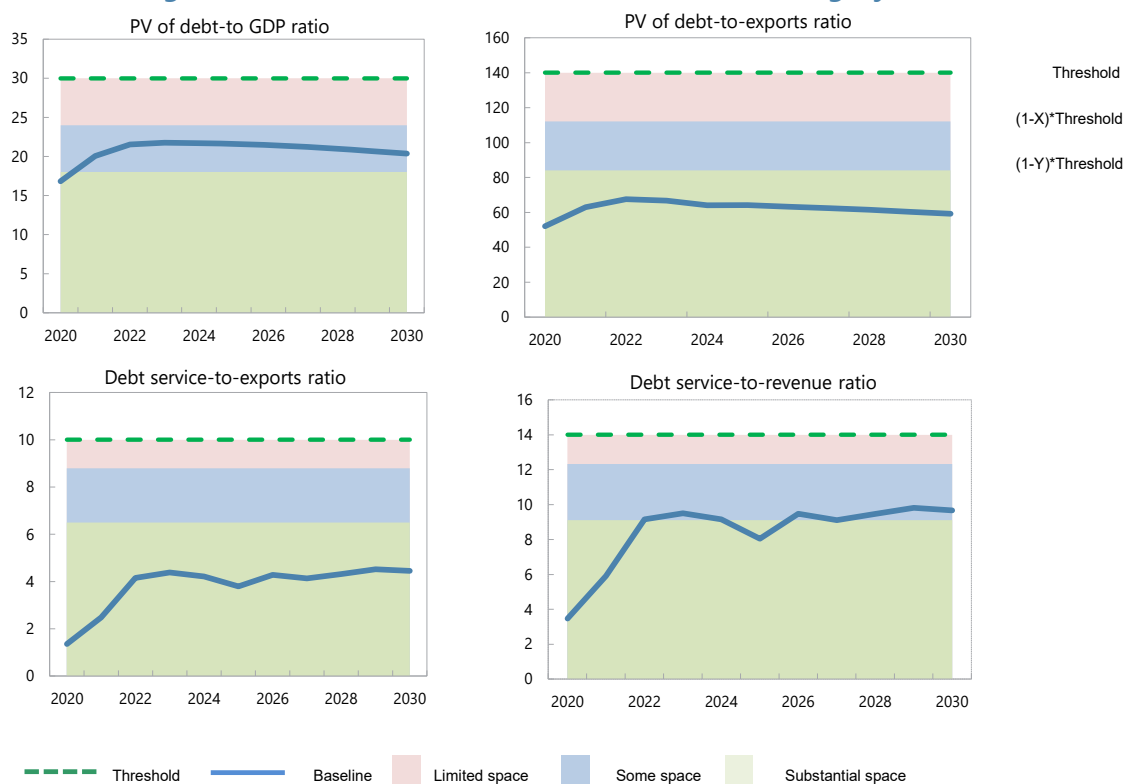 PV of debt-to GDP ratio
35
30
25
20
15
10
5
0
2020 2022 2024 2026 2028 2030
PV of debt-to-exports ratio
160
140
120
100
80
60
40
20
0
2020 2022 2024 2026 2028 2030
Threshold
(1-X)*Threshold
(1-Y)*Threshold
Debt service-to-exports ratio
12
10
8
6
4
2
0
2020 2022 2024 2026 2028 2030
Debt service-to-revenue ratio
16
14
12
10
8
6
4
2
0
2020 2022 2024 2026 2028 2030
Threshold Baseline Limited space Some space Substantial space